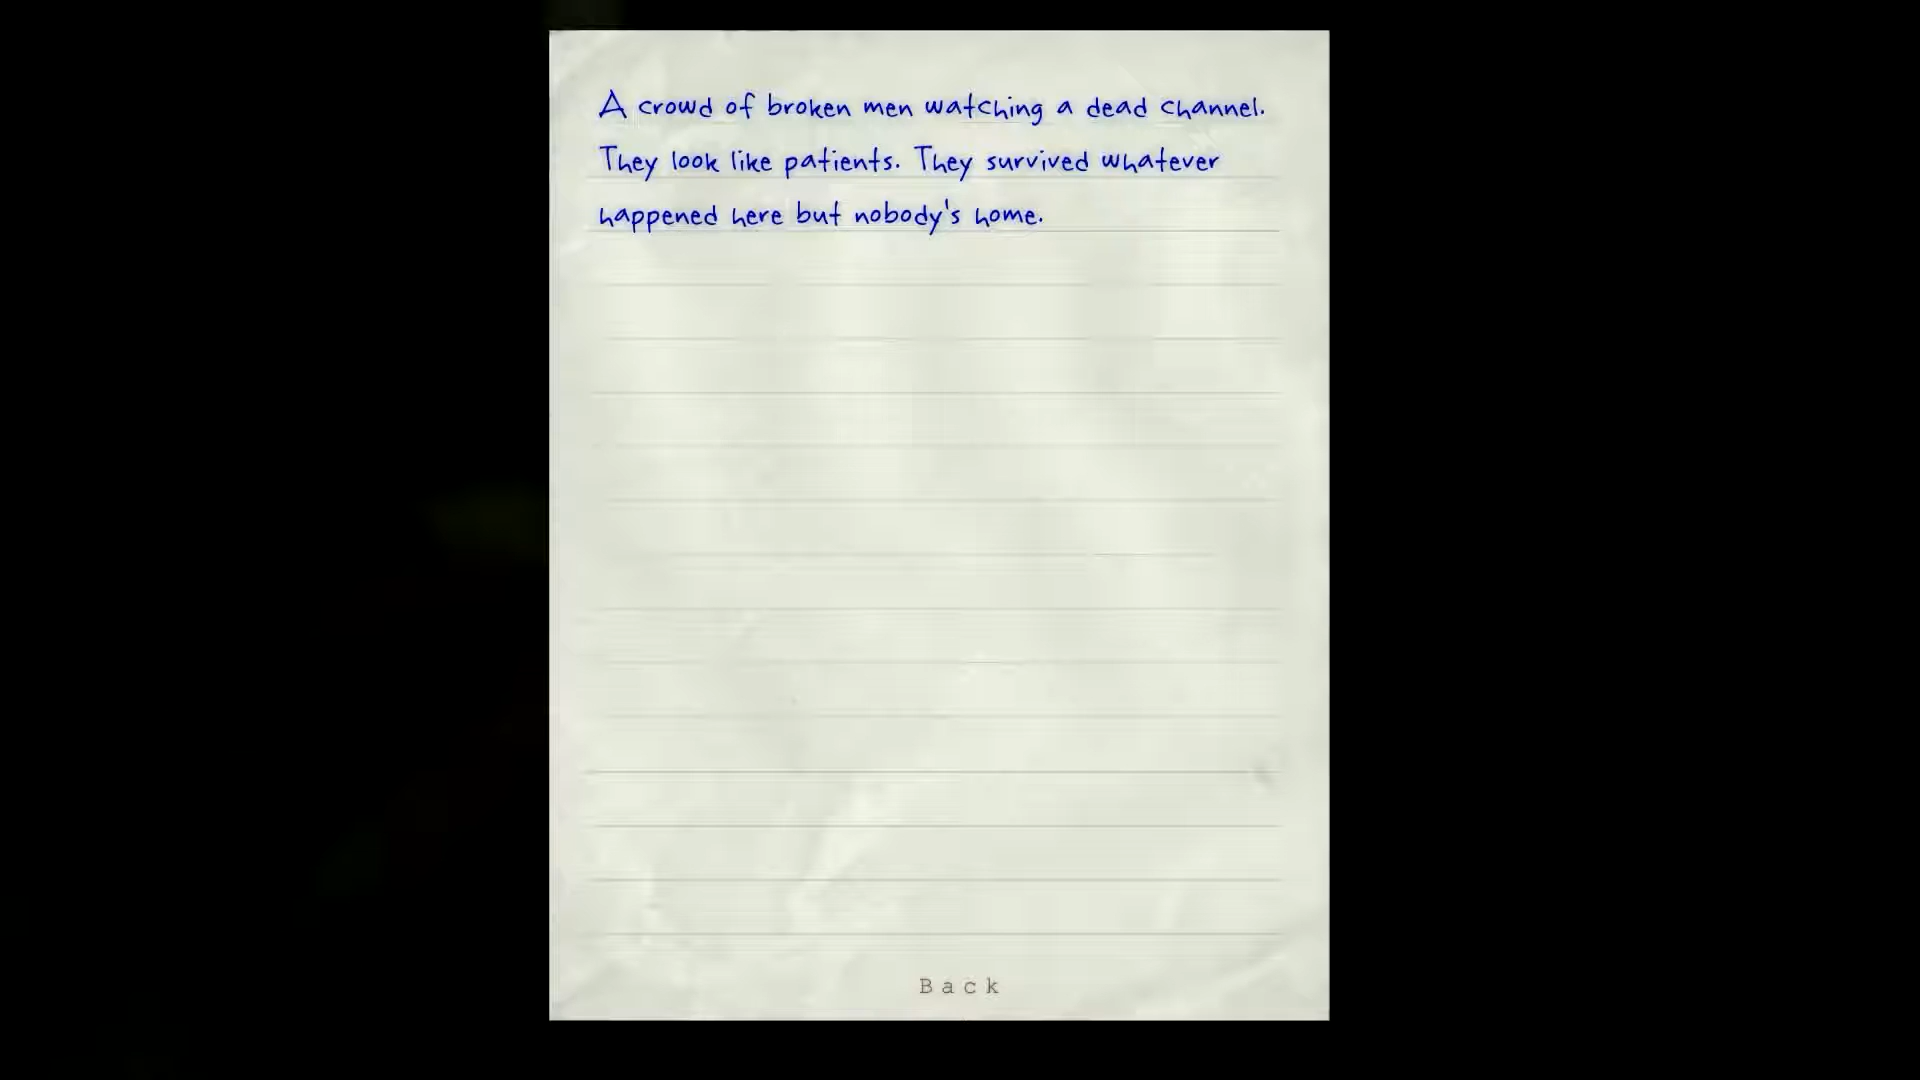 A crowd of broken men watching a dead channel.
They look like patients. They survived whatever
happened here but nobody's home.
Back